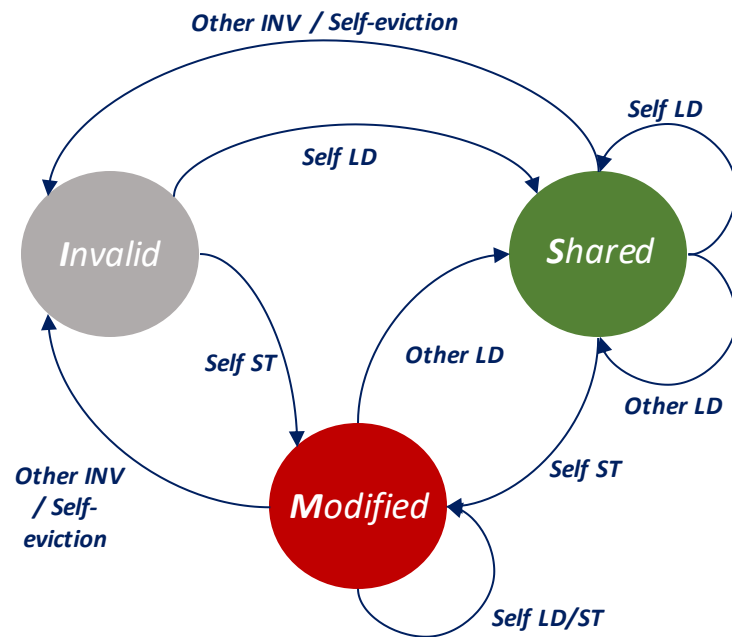 Other INV / Self-eviction
Self LD
Self LD
Invalid
Shared
Self ST
Other LD
Other LD
Self ST
Other INV
/ Self-
eviction
Modified
Self LD/ST